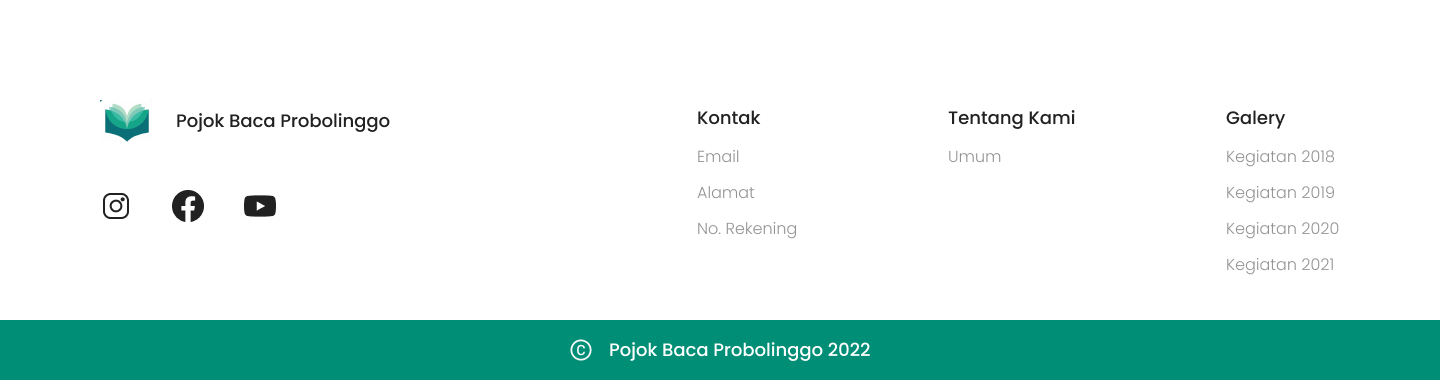 Pojok Baca Probolinggo
Kontak
Email
Alamat
No. Rekening
Tentang Kami
Umum
Galery
Kegiatan 2018
Kegiatan 2019
Kegiatan 2020
Kegiatan 2021
© Pojok Baca Probolinggo 2022